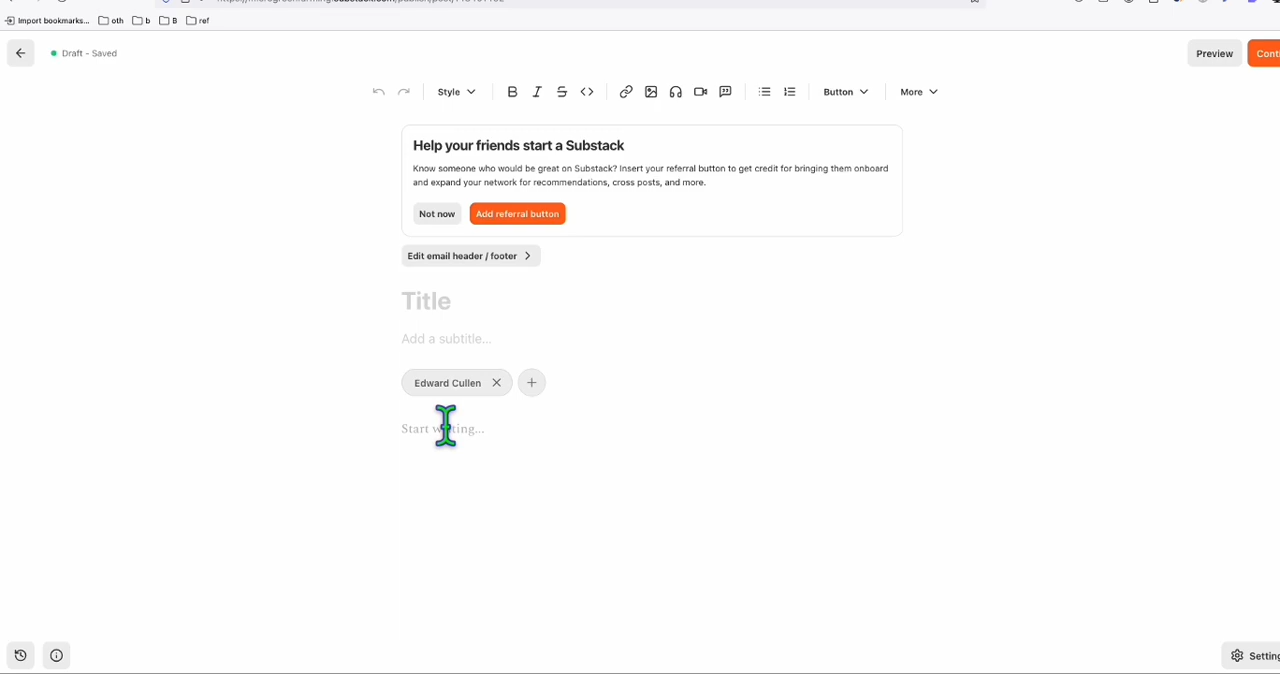 Import bookmarks...
oth
b
B
ref
Draft - Saved
Preview
Style
Button
More
Help your friends start a Substack
Know someone who would be great on Substack? Insert your referral button to get credit for bringing them onboard
and expand your network for recommendations, cross posts, and more.
Not now
Add referral button
Edit email header / footer
Title
Add a subtitle...
Edward Cullen
Start writing...